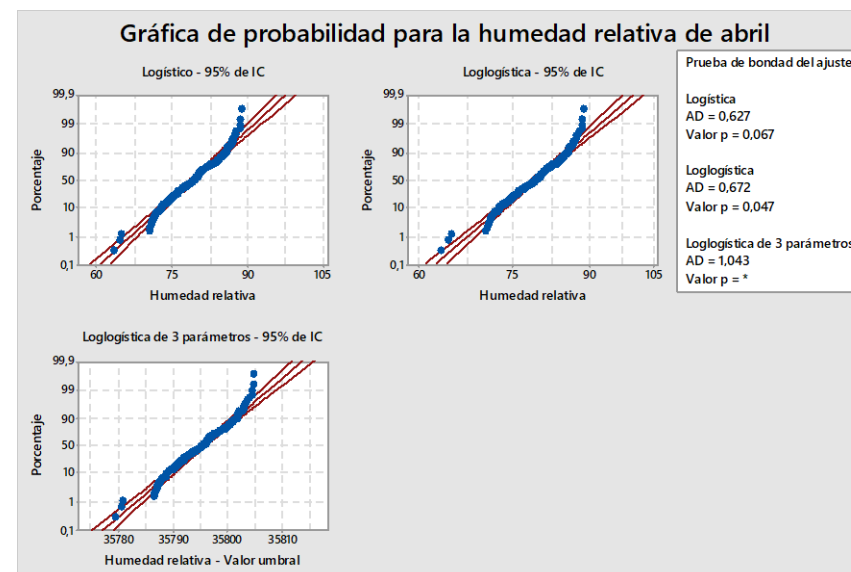 Gráfica de probabilidad para la humedad relativa de abril
Logístico - 95% de IC
99,9
99
90
50
10
1
0,1
Porcentaje
60 75 90 105
Humedad relativa
Loglogística - 95% de IC
99,9
99
90
50
10
1
0,1
Porcentaje
60 75 90 105
Humedad relativa
Prueba de bondad del ajuste
Logística
AD = 0,627
Valor p = 0,067
Loglogística
AD = 0,672
Valor p = 0,047
Loglogística de 3 parámetros
AD = 1,043
Valor p = *
Loglogística de 3 parámetros - 95% de IC
99,9
99
90
50
10
1
0,1
Porcentaje
35780 35790 35800 35810
Humedad relativa - Valor umbral